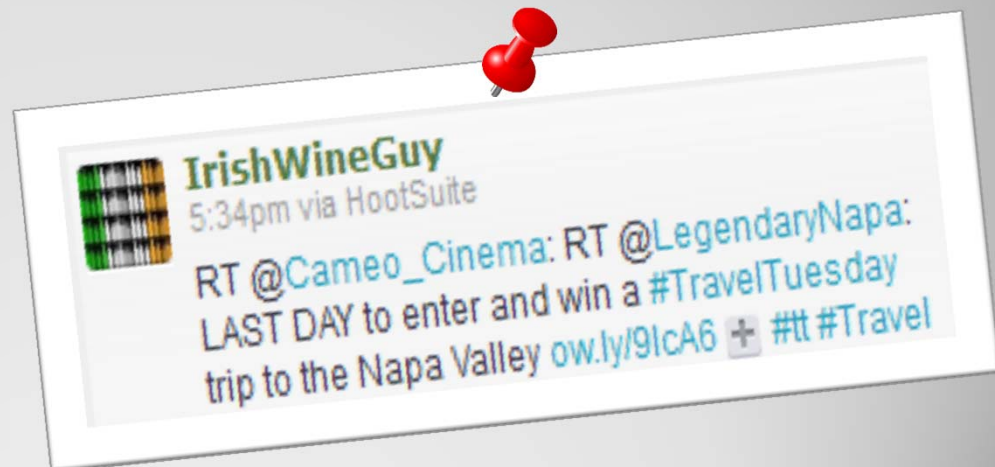 IrishWineGuy
5:34pm via HootSuite
RT @Cameo_Cinema: RT @LegendaryNapa:
LAST DAY to enter and win a #TravelTuesday
trip to the Napa Valley ow.ly/9IcA6 + #tt #Travel